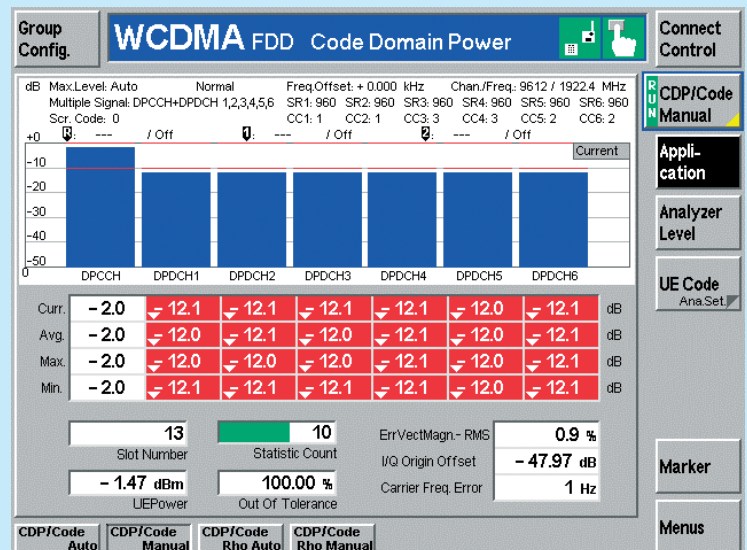 Group
Config.
WCDMA FDD Code Domain Power
Connect
Control
dB Max.Level: Auto Normal Freq.Offset: + 0.000 kHz Chan./Freq.: 9612 / 1922.4 MHz
Multiple Signal: DPCCH+DPDCH 1,2,3,4,5,6 SR1: 960 SR2: 960 SR3: 960 SR4: 960 SR5: 960 SR6: 960
Scr. Code: 0 CC1: 1 CC2: 1 CC3: 3 CC4: 3 CC5: 2 CC6: 2
+0 R: --- / Off 1: --- / Off 2: --- / Off
Current
-10
-20
-30
-40
-50
0
DPCCH DPDCH1 DPDCH2 DPDCH3 DPDCH4 DPDCH5 DPDCH6
Curr. – 2.0 – 12.1 – 12.1 – 12.1 – 12.1 – 12.0 – 12.1 dB
Avg. – 2.0 – 12.0 – 12.1 – 12.1 – 12.1 – 12.0 – 12.1 dB
Max. – 2.0 – 12.0 – 12.0 – 12.0 – 12.1 – 12.0 – 12.1 dB
Min. – 2.0 – 12.1 – 12.1 – 12.1 – 12.1 – 12.0 – 12.1 dB
13
Slot Number
10
Statistic Count
– 1.47 dBm
UEPower
100.00 %
Out Of Tolerance
ErrVectMagn.- RMS 0.9 %
I/Q Origin Offset – 47.97 dB
Carrier Freq. Error 1 Hz
RUN
CDP/Code
Manual
Appli-
cation
Analyzer
Level
UE Code
Ana.Set.
Marker
Menus
CDP/Code
Auto
CDP/Code
Manual
CDP/Code
Rho Auto
CDP/Code
Rho Manual